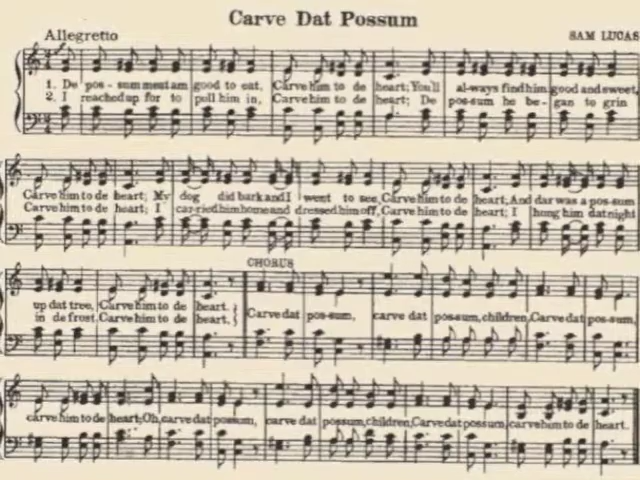 Carve Dat Possum
Allegretto
SAM LUCAS
1. De pos - sum meat am good to eat, Carve him to de heart; You'll al-ways find him good and sweet,
2. I reached up for to pull him in, Carve him to de heart; De pos-sum he be - gan to grin
Carve him to de heart; My dog did bark and I went to see, Carve him to de heart, And dar was a pos-sum
Carve him to de heart; I car-ried him home and dressed him off, Carve him to de heart; I hong him dat night
CHORUS
up dat tree, Carve him to de heart.
in de frost, Carve him to de heart.
Carve dat pos-sum, carve dat pos-sum, children, Carve dat pos-sum,
carve him to de heart; Oh, carve dat possum, carve dat possum, children, Carve dat possum, carve him to de heart.